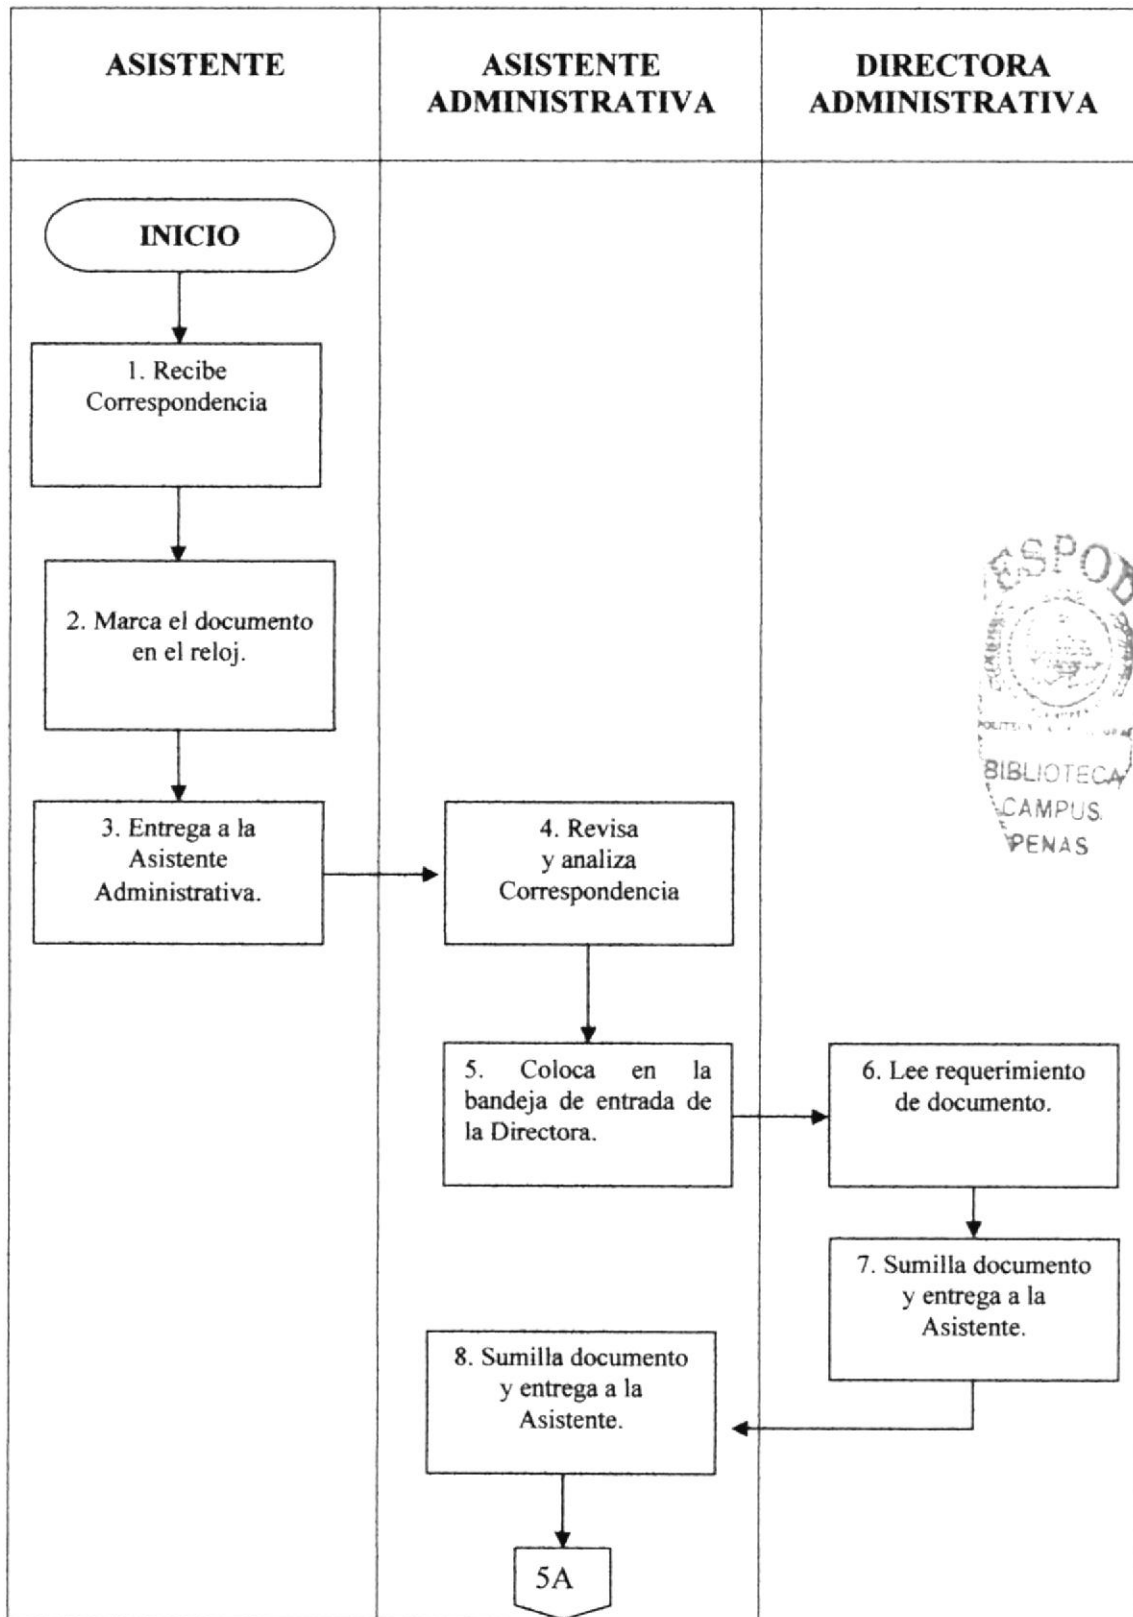 ASISTENTE
ASISTENTE
ADMINISTRATIVA
DIRECTORA
ADMINISTRATIVA
INICIO
1. Recibe
Correspondencia
2. Marca el documento
en el reloj.
3. Entrega a la
Asistente
Administrativa.
4. Revisa
y analiza
Correspondencia
5. Coloca en la
bandeja de entrada de
la Directora.
6. Lee requerimiento
de documento.
7. Sumilla documento
y entrega a la
Asistente.
8. Sumilla documento
y entrega a la
Asistente.
5A
ESPOL
BIBLIOTECA
CAMPUS
PENAS